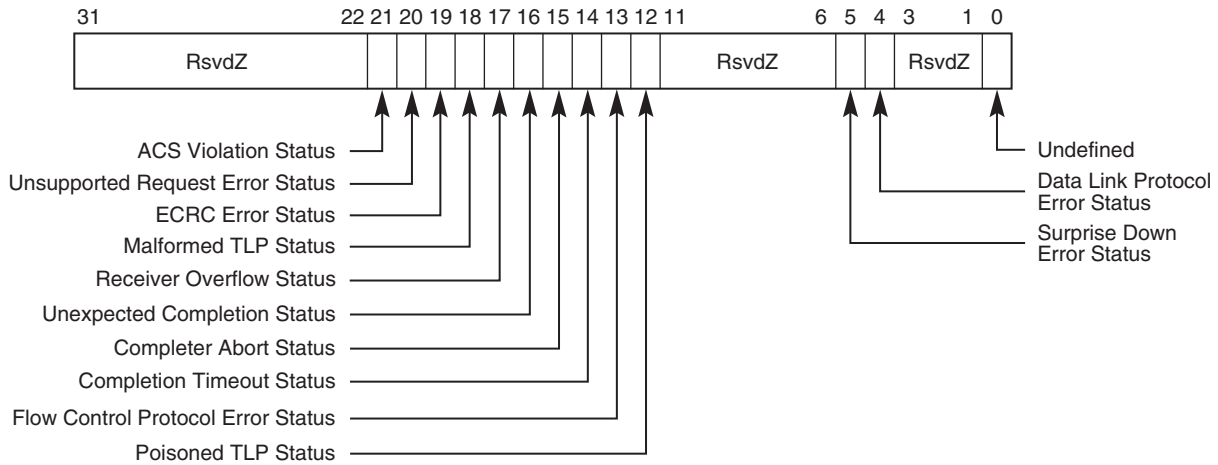 31 22 21 20 19 18 17 16 15 14 13 12 11 6 5 4 3 1 0
RsvdZ RsvdZ RsvdZ
ACS Violation Status
Unsupported Request Error Status
ECRC Error Status
Malformed TLP Status
Receiver Overflow Status
Unexpected Completion Status
Completer Abort Status
Completion Timeout Status
Flow Control Protocol Error Status
Poisoned TLP Status
Undefined
Data Link Protocol
Error Status
Surprise Down
Error Status